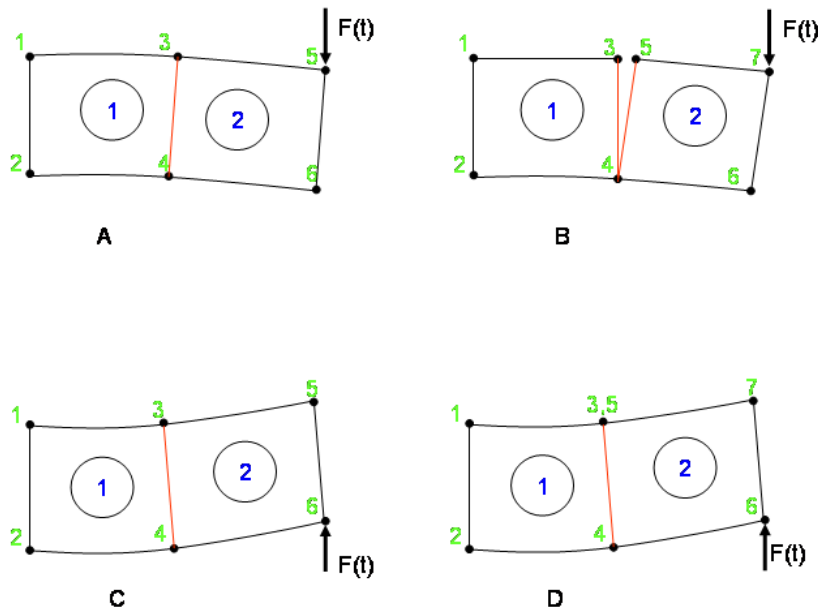 1 3 5 F(t)
1 2
2 4 6
A
1 3 5 7 F(t)
1 2
2 4 6
B
1 3 5
1 2
2 4 6 F(t)
C
1 3,5 7
1 2
2 4 6 F(t)
D